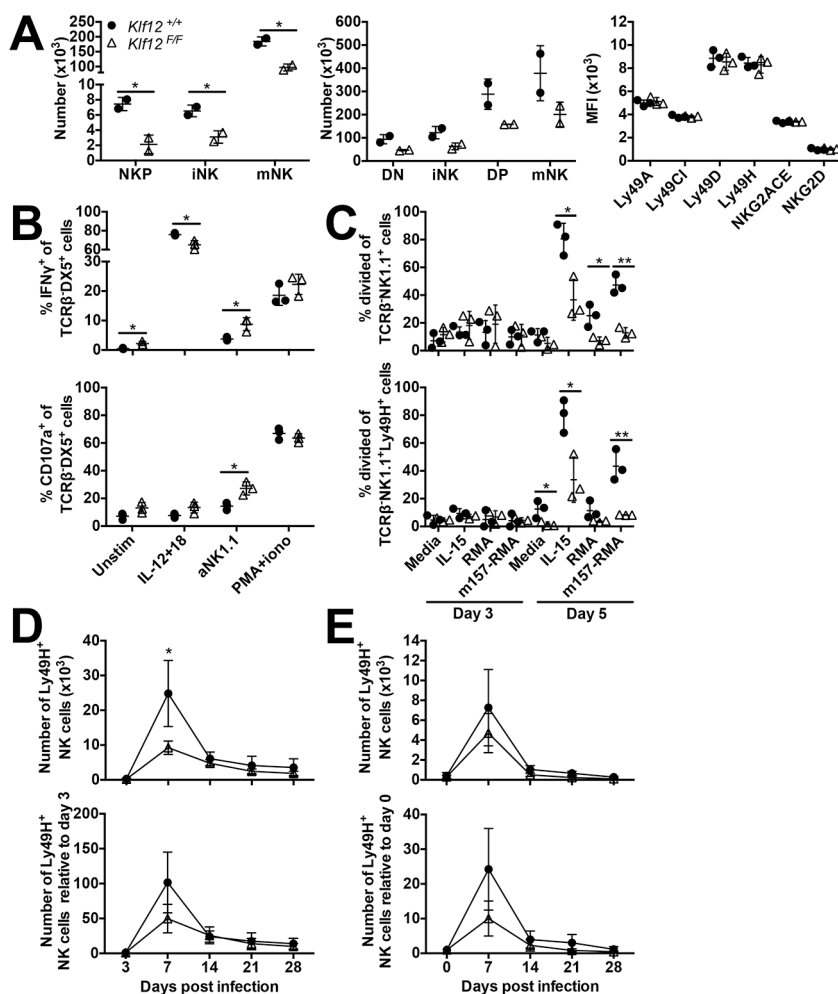 A
Klf12 +/+
Klf12 F/F
Number (x10³)
250
200
150
100
50
8
6
4
2
0
*
*
*
NKP
iNK
mNK
Number (x10³)
600
400
300
200
100
0
DN
iNK
DP
mNK
MFI (x10³)
12
10
8
6
4
2
0
Ly49A
Ly49CI
Ly49D
Ly49H
NKG2ACE
NKG2D
B
% IFNγ⁺ of
TCRβ⁻DX5⁺ cells
100
80
60
30
20
10
0
*
*
*
% CD107a⁺ of
TCRβ⁻DX5⁺ cells
100
80
60
40
20
0
*
Unstim
IL-12+18
aNK1.1
PMA+iono
C
% divided of
TCRβ⁻NK1.1⁺ cells
100
80
60
40
20
0
*
*
**
% divided of
TCRβ⁻NK1.1⁺Ly49H⁺ cells
100
80
60
40
20
0
*
*
**
Media
IL-15
RMA
m157-RMA
Media
IL-15
RMA
m157-RMA
Day 3
Day 5
D
Number of Ly49H⁺
NK cells (x10³)
40
30
20
10
0
*
Number of Ly49H⁺
NK cells relative to day 3
200
150
100
50
0
3
7
14
21
28
Days post infection
E
Number of Ly49H⁺
NK cells (x10³)
14
12
10
8
6
4
2
0
Number of Ly49H⁺
NK cells relative to day 0
40
30
20
10
0
0
7
14
21
28
Days post infection